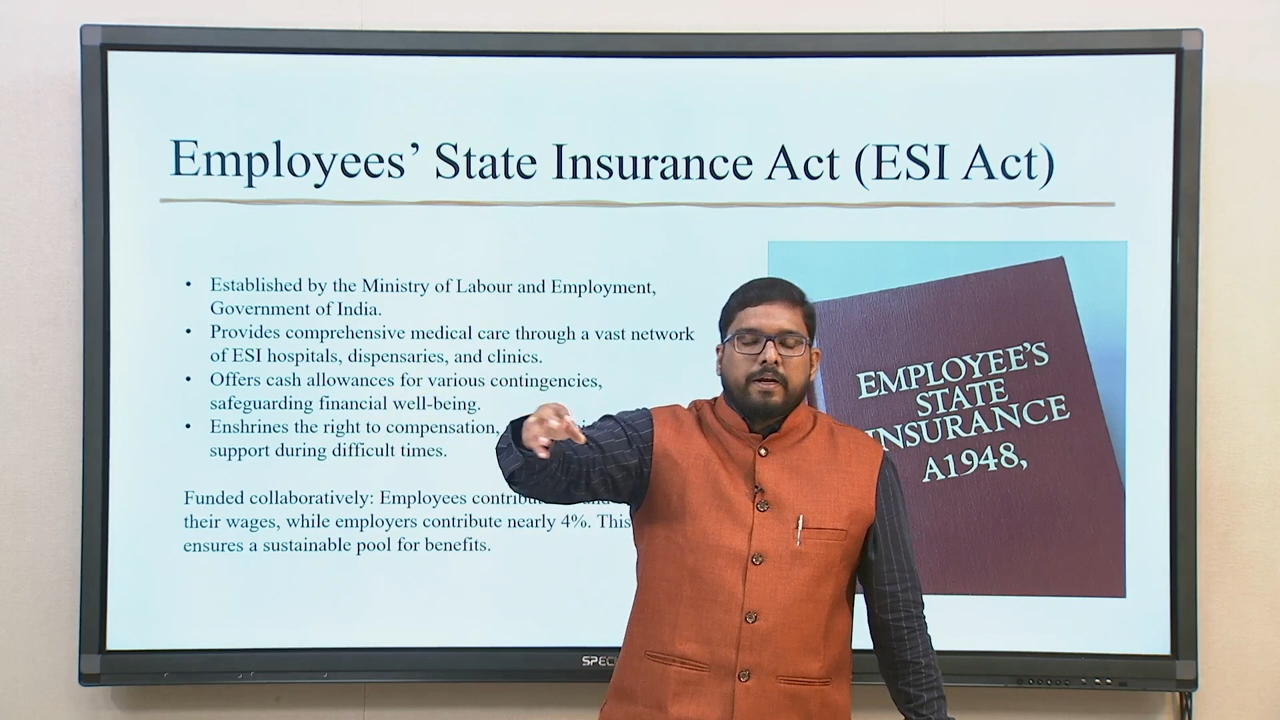 Employees’ State Insurance Act (ESI Act)
• Established by the Ministry of Labour and Employment,
Government of India.
• Provides comprehensive medical care through a vast network
of ESI hospitals, dispensaries, and clinics.
• Offers cash allowances for various contingencies,
safeguarding financial well-being.
• Enshrines the right to compensation,
support during difficult times.
Funded collaboratively: Employees
their wages, while employers contribute nearly 4%. This
ensures a sustainable pool for benefits.
EMPLOYEE'S
STATE
INSURANCE
A1948,